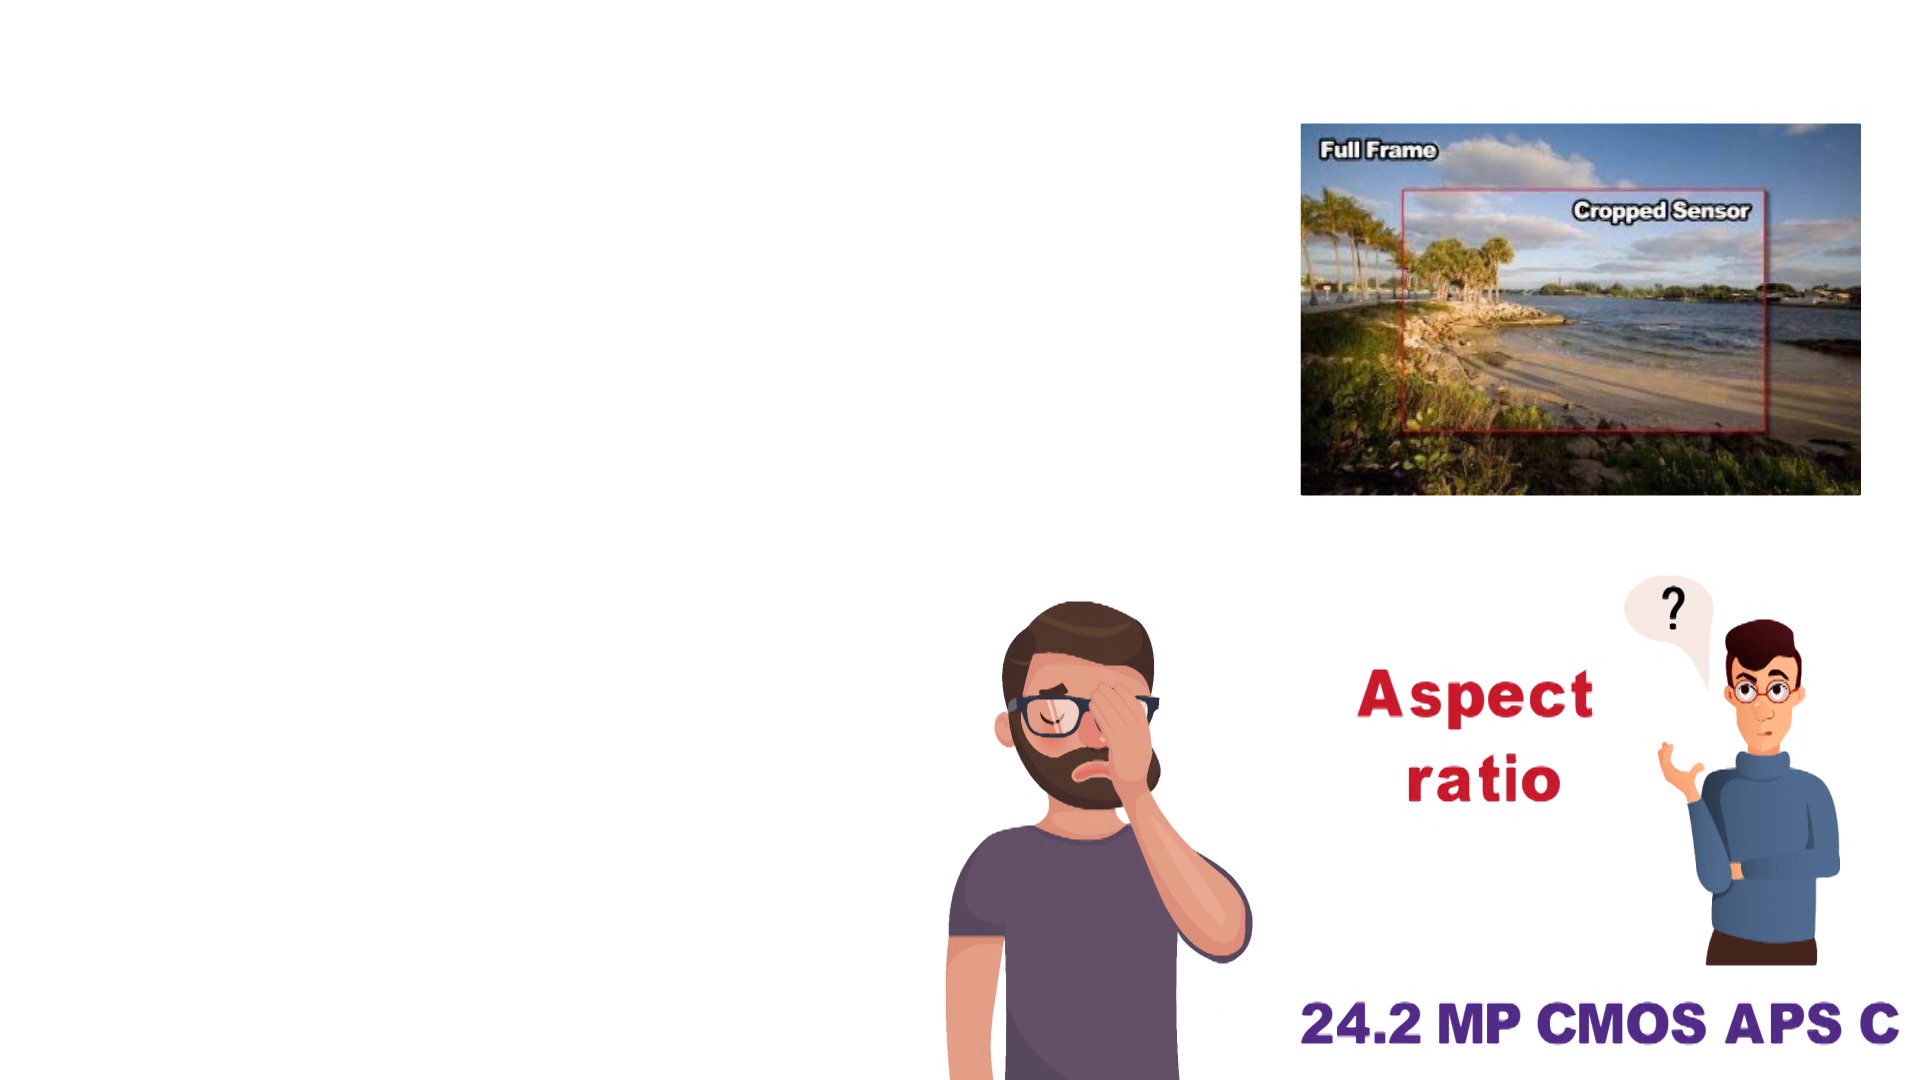 Full Frame
Cropped Sensor
?
Aspect
ratio
24.2 MP CMOS APS C